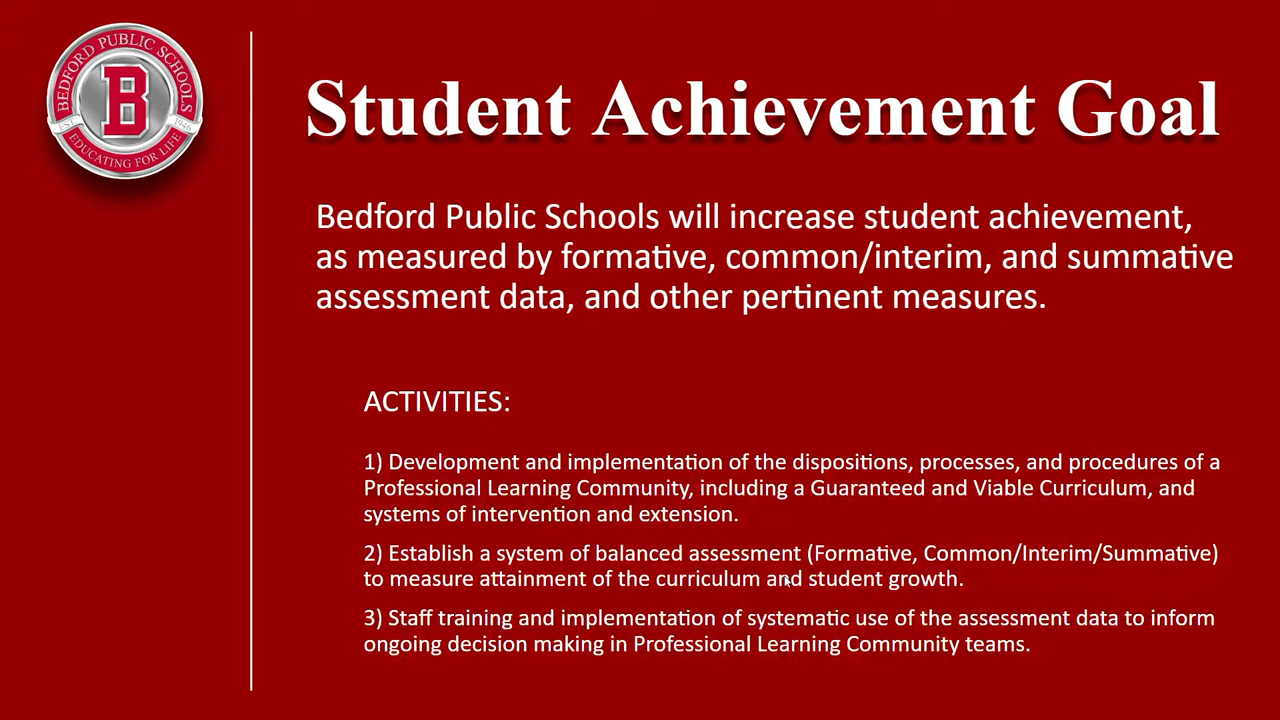 BEDFORD PUBLIC SCHOOLS
B
EST. 1946
EDUCATING FOR LIFE
Student Achievement Goal
Bedford Public Schools will increase student achievement,
as measured by formative, common/interim, and summative
assessment data, and other pertinent measures.
ACTIVITIES:
1) Development and implementation of the dispositions, processes, and procedures of a
Professional Learning Community, including a Guaranteed and Viable Curriculum, and
systems of intervention and extension.
2) Establish a system of balanced assessment (Formative, Common/Interim/Summative)
to measure attainment of the curriculum and student growth.
3) Staff training and implementation of systematic use of the assessment data to inform
ongoing decision making in Professional Learning Community teams.